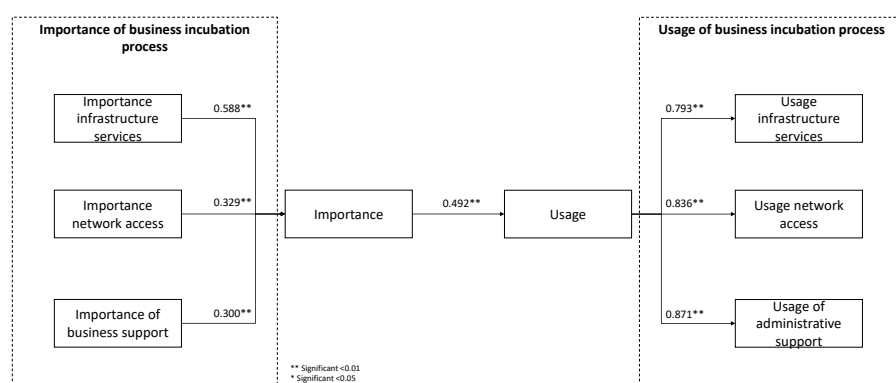 Importance of business incubation
process
Usage of business incubation process
Importance
infrastructure
services
0.588**
0.793**
Usage
infrastructure
services
Importance
network access
0.329**
Importance
0.492**
Usage
0.836**
Usage network
access
Importance of
business support
0.300**
0.871**
Usage of
administrative
support
** Significant <0.01
* Significant <0.05